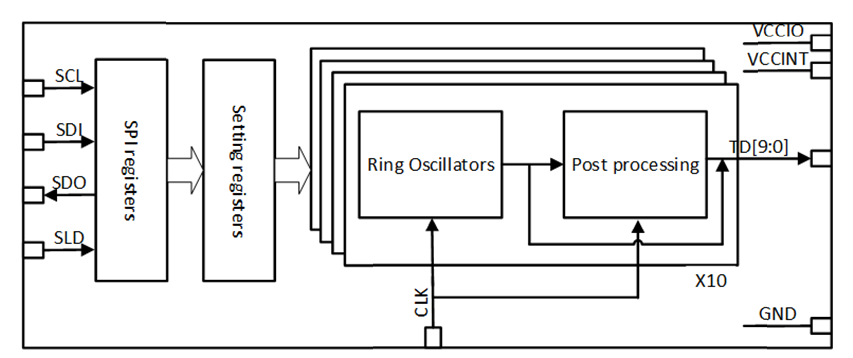 SCL
SDI
SDO
SLD
SPI registers
Setting registers
Ring Oscillators
Post processing
X10
CLK
VCCIO
VCCINT
TD[9:0]
GND